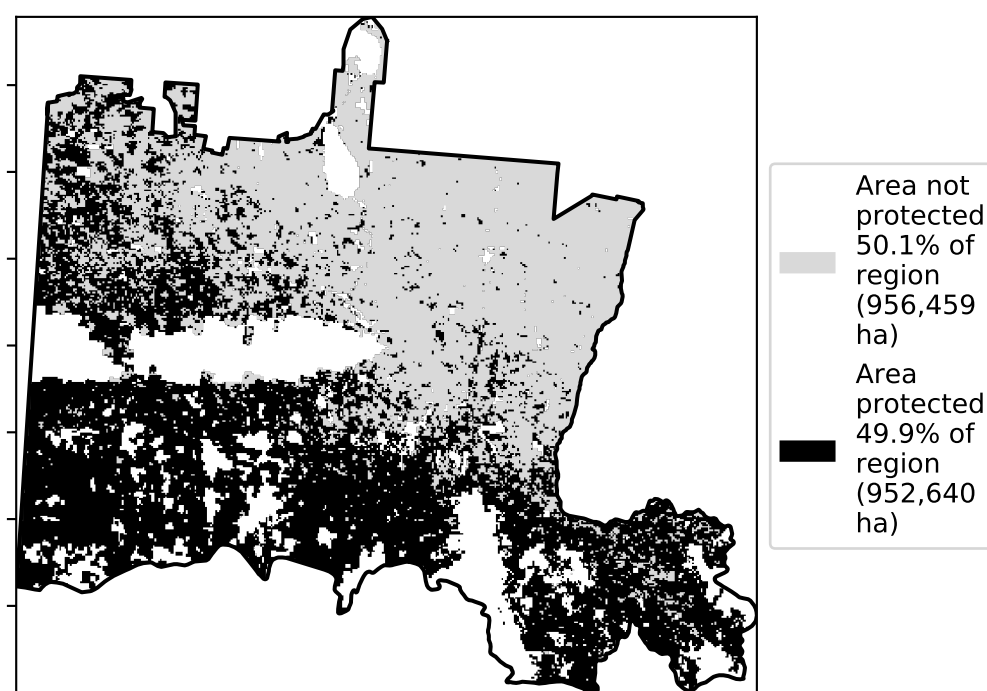 Area not
protected
50.1% of
region
(956,459
ha)
Area
protected
49.9% of
region
(952,640
ha)